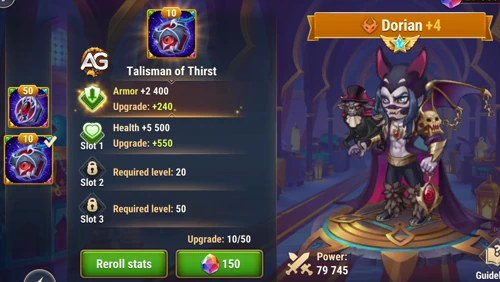 10
Dorian +4
AG
Talisman of Thirst
50
Armor +2 400
Upgrade: +240
10
Health +5 500
Upgrade: +550
Slot 1
Required level: 20
Slot 2
Required level: 50
Slot 3
Upgrade: 10/50
Reroll stats
150
Power:
79 745
Guide